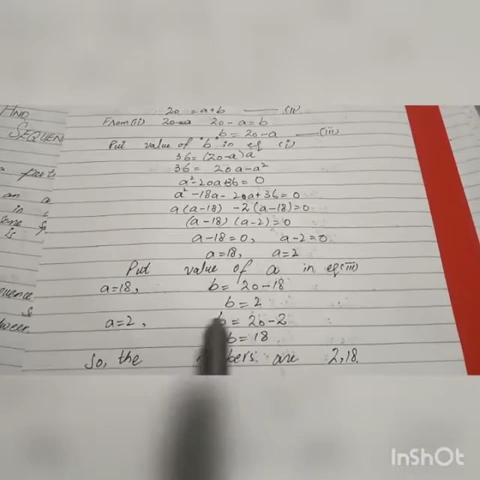 20 = a+b —— (ii)
From(ii) 20-a 20-a=b
b = 20-a —— (iii)
Put value of "b" in eq (i)
36 = (20-a)a
36 = 20a-a²
a²-20a+36=0
a²-18a-2a+36=0
a(a-18) -2(a-18)=0
(a-18)(a-2)=0
a-18=0, a-2=0
a=18, a=2
Put value of a in eq(iii)
a=18, b= 20-18
b=2
a=2, b= 20-2
b=18
So, the numbers are 2,18.
SEQUEN
InShOt